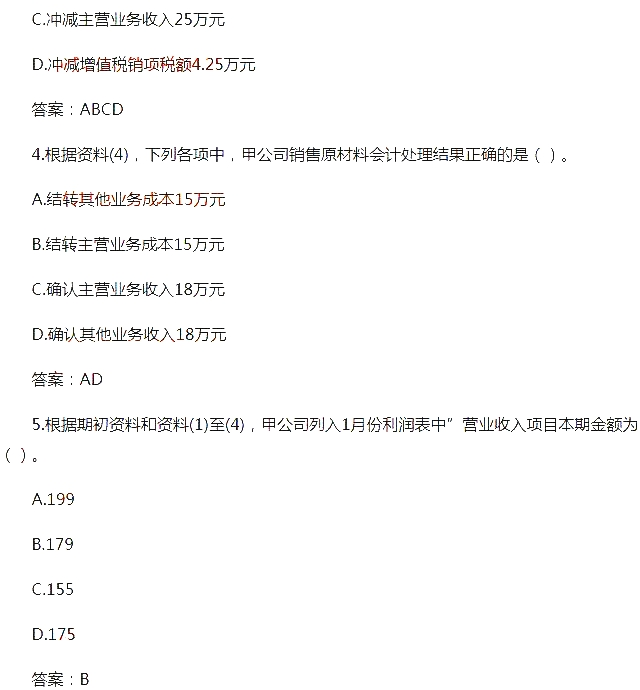 C.冲减主营业务收入25万元
D.冲减增值税销项税额4.25万元
答案：ABCD
4.根据资料(4)，下列各项中，甲公司销售原材料会计处理结果正确的是（ ）。
A.结转其他业务成本15万元
B.结转主营业务成本15万元
C.确认主营业务收入18万元
D.确认其他业务收入18万元
答案：AD
5.根据期初资料和资料(1)至(4)，甲公司列入1月份利润表中”营业收入项目本期金额为
（ ）。
A.199
B.179
C.155
D.175
答案：B